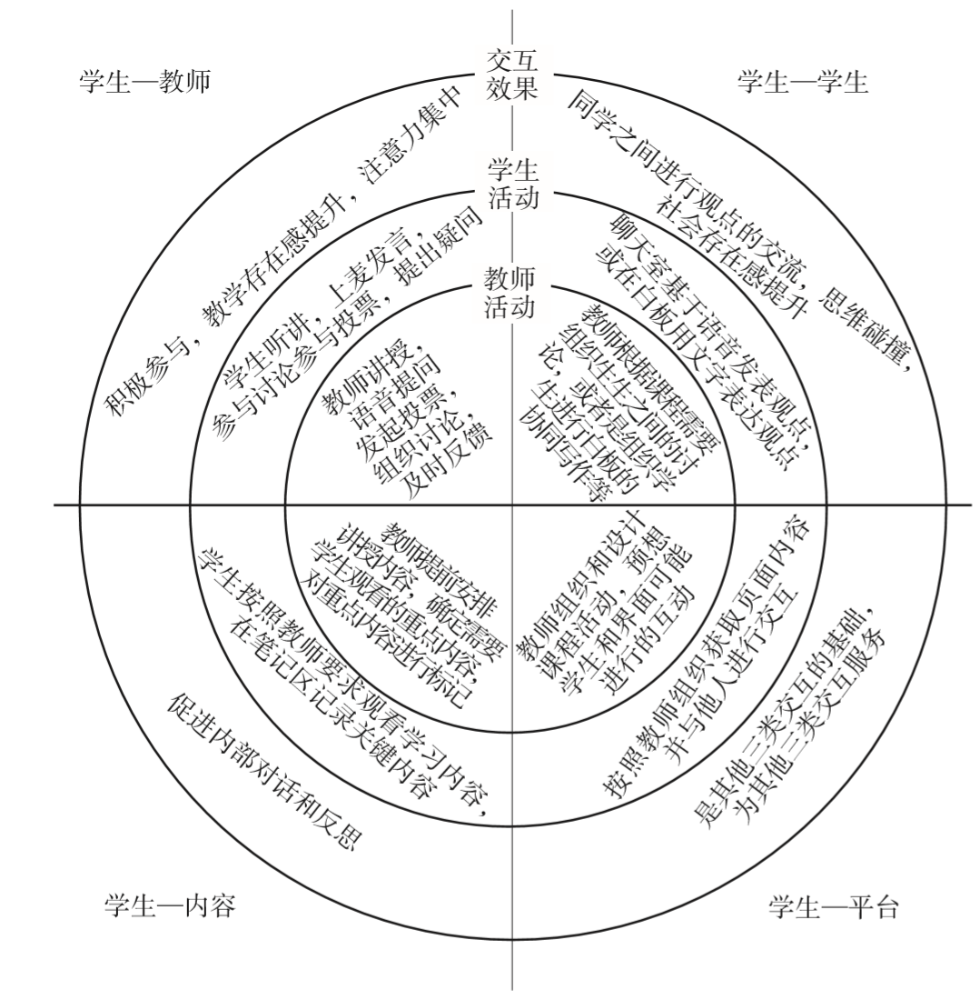 学生—教师
交互
效果
学生—学生
积极参与，教学存在感提升，注意力集中
同学之间进行观点的交流，思维碰撞，
社会存在感提升
学生
活动
学生听讲，上麦发言，
参与讨论参与投票，提出疑问
聊天室基于语音发表观点，
或在白板用文字表达观点
教师
活动
教师讲授，
语音提问
发起投票，
组织讨论，
及时反馈
教师根据课程需要
组织生生之间的讨
论，或者是组织学
生进行白板的
协同写作等
教师提前安排
讲授内容，确定需要
学生观看的重点内容，
对重点内容进行标记
教师组织和设计
课程活动，预想
学生和界面可能
进行的互动
学生按照教师要求观看学习内容，
在笔记区记录关键内容
按照教师组织获取页面内容
并与他人进行交互
促进内部对话和反思
是其他三类交互的基础，
为其他三类交互服务
学生—内容
学生—平台